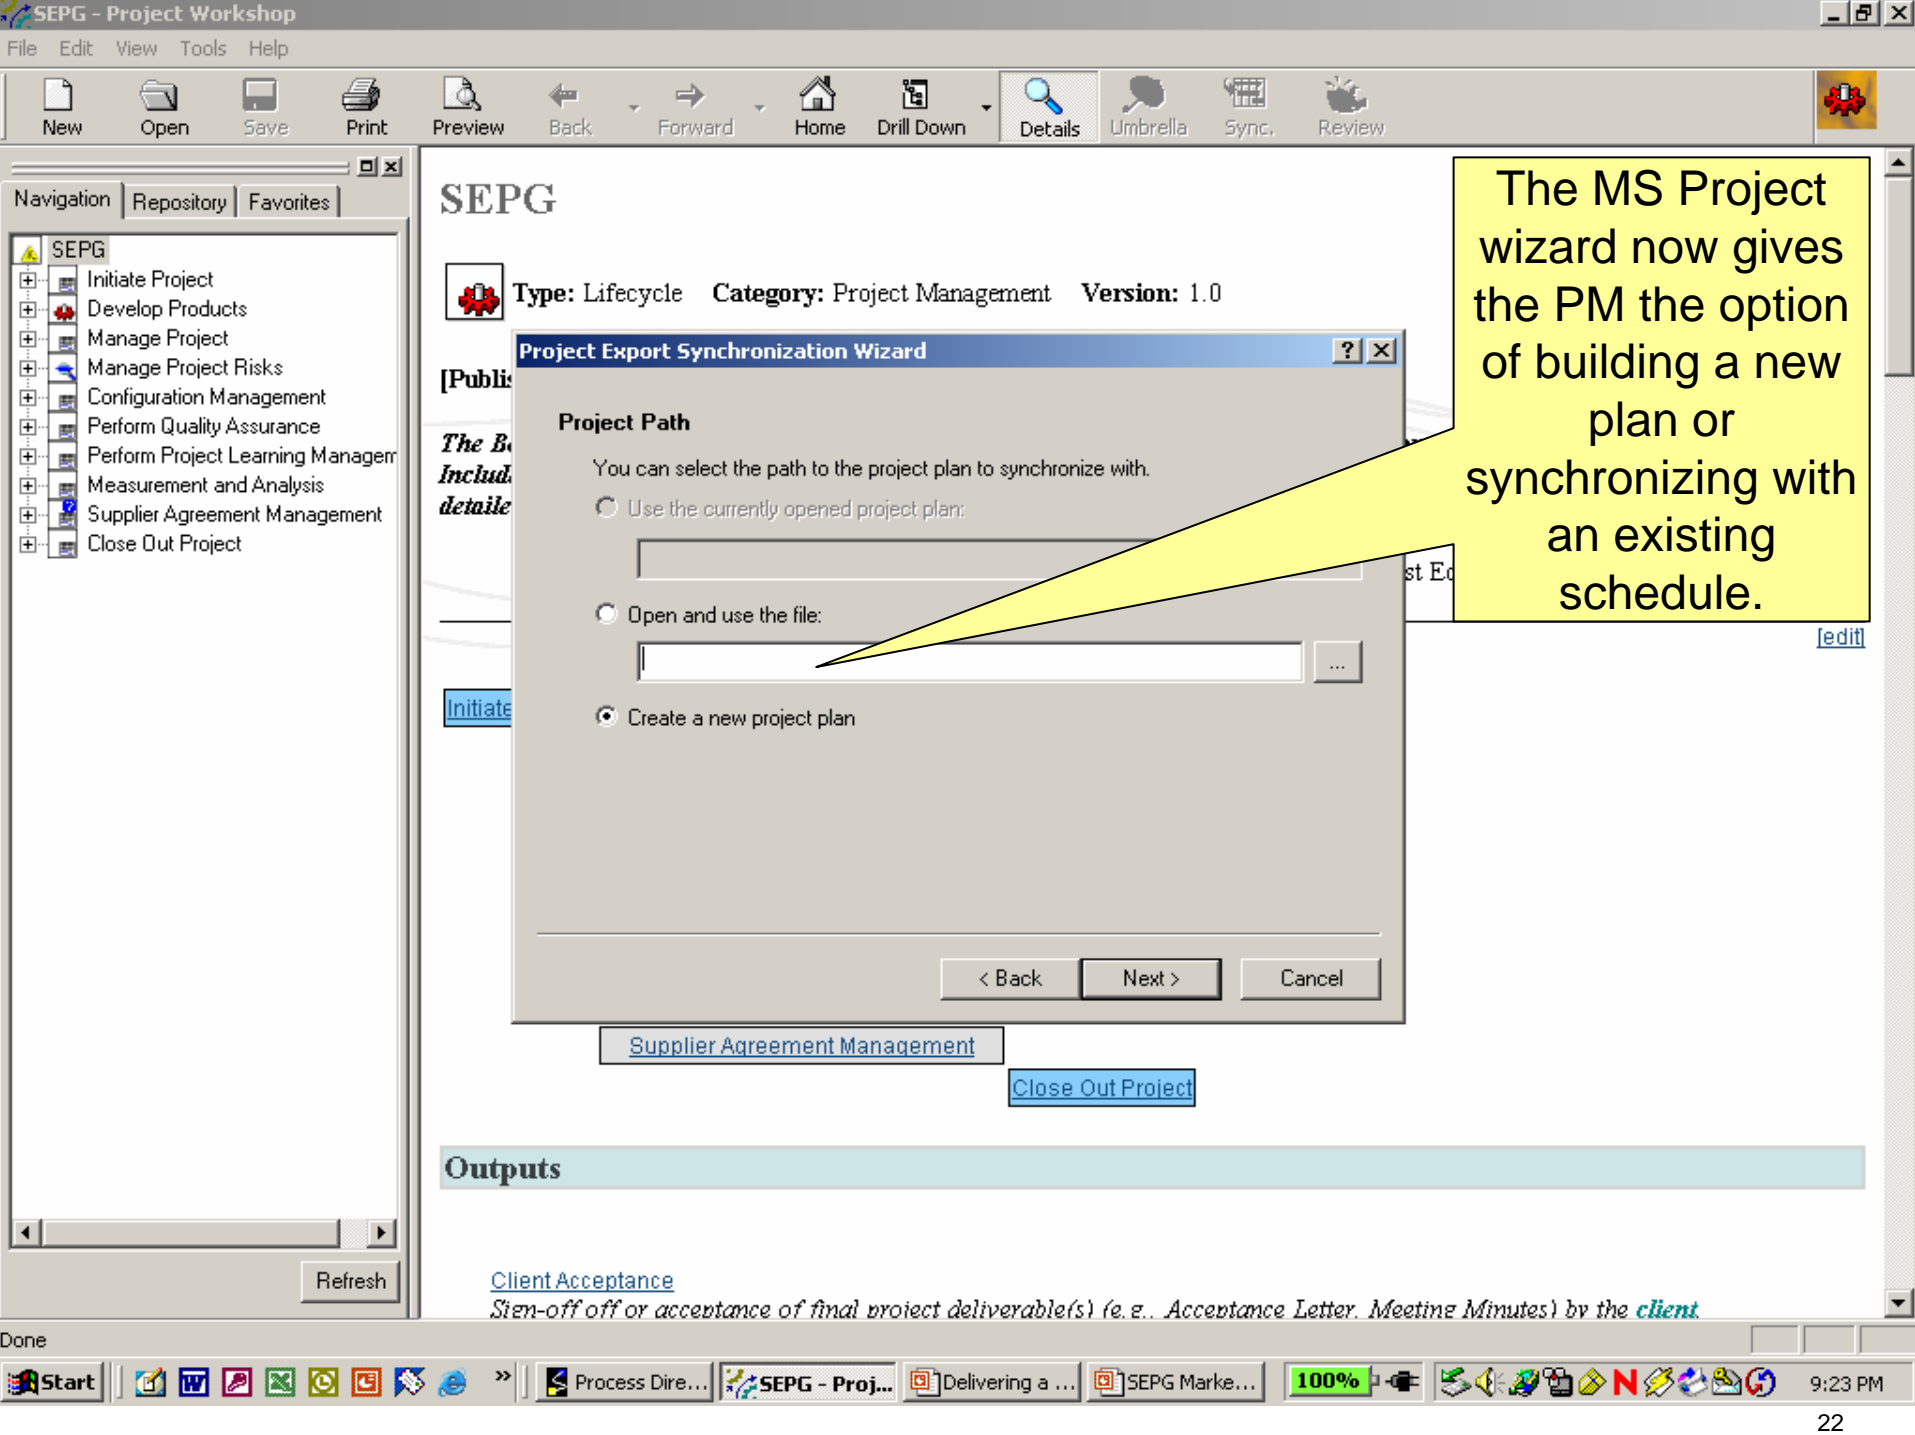 SEPG - Project Workshop
File Edit View Tools Help
New Open Save Print Preview Back Forward Home Drill Down Details Umbrella Sync. Review
Navigation Repository Favorites
SEPG
Initiate Project
Develop Products
Manage Project
Manage Project Risks
Configuration Management
Perform Quality Assurance
Perform Project Learning Managem
Measurement and Analysis
Supplier Agreement Management
Close Out Project
Refresh
SEPG
Type: Lifecycle Category: Project Management Version: 1.0
[Publis
The B
Includ
detaile
st Ed
[edit]
Initiate
Project Export Synchronization Wizard
Project Path
You can select the path to the project plan to synchronize with.
Use the currently opened project plan:
Open and use the file:
...
Create a new project plan
< Back Next > Cancel
The MS Project
wizard now gives
the PM the option
of building a new
plan or
synchronizing with
an existing
schedule.
Supplier Agreement Management
Close Out Project
Outputs
Client Acceptance
Sign-off off or acceptance of final project deliverable(s) (e.g., Acceptance Letter, Meeting Minutes) by the client.
Done
Start » Process Dire... SEPG - Proj... Delivering a ... SEPG Marke... 100% 9:23 PM
22